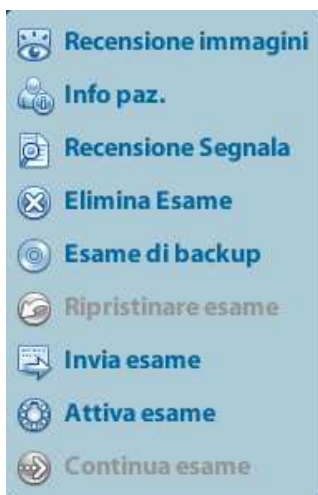 Recensione immagini
Info paz.
Recensione Segnala
Elimina Esame
Esame di backup
Ripristinare esame
Invia esame
Attiva esame
Continua esame